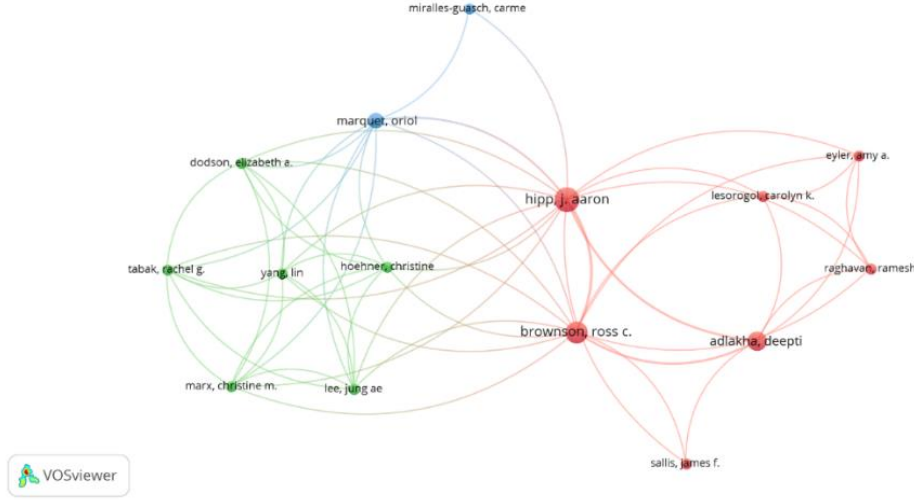 miralles-guasch, carme
marquet, oriol
dodson, elizabeth a.
eyler, amy a.
hipp, j. aaron
lesorogol, carolyn k.
tabak, rachel g.
yang, lin
hoehner, christine
raghavan, ramesh
brownson, ross c.
adlakha, deepti
marx, christine m.
lee, jung ae
sallis, james f.
VOSviewer